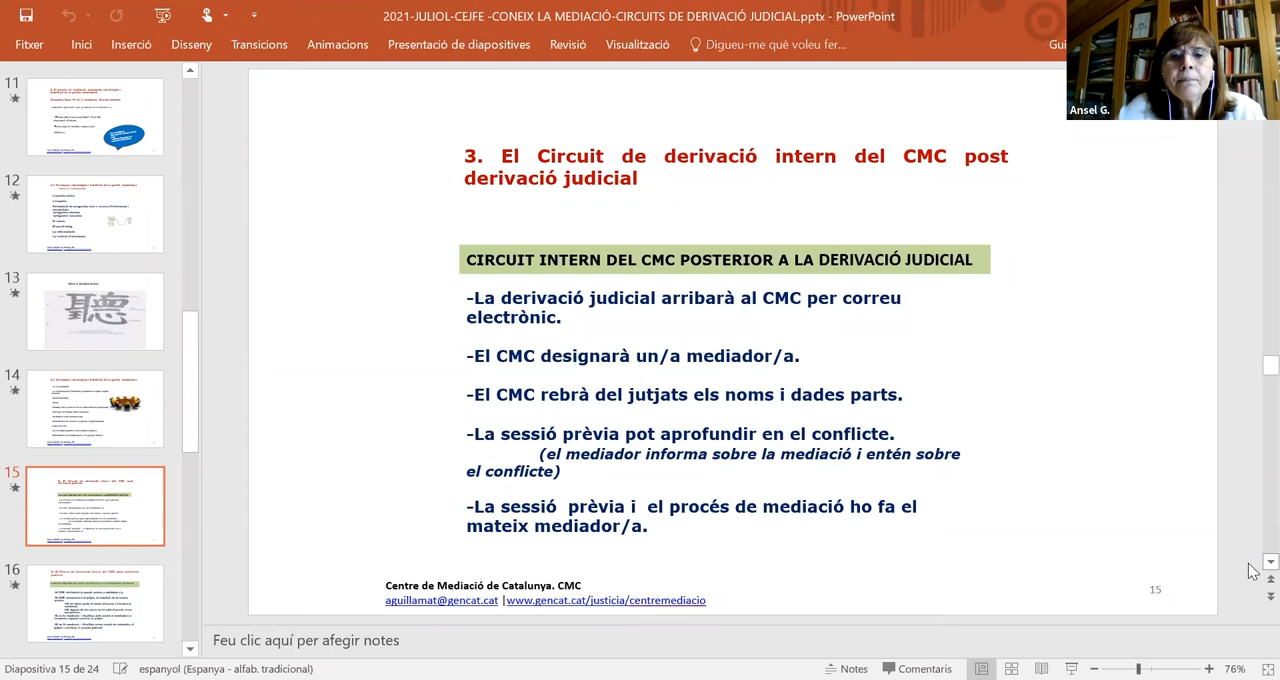 2021-JULIOL-CEJFE -CONEIX LA MEDIACIÓ-CIRCUITS DE DERIVACIÓ JUDICIAL.pptx - PowerPoint
Fitxer Inici Inserció Disseny Transicions Animacions Presentació de diapositives Revisió Visualització Digueu-me què voleu fer... Gui
Ansel G.
11
12
13
14
15
16
3. El Circuit de derivació intern del CMC post
derivació judicial
CIRCUIT INTERN DEL CMC POSTERIOR A LA DERIVACIÓ JUDICIAL
-La derivació judicial arribarà al CMC per correu
electrònic.
-El CMC designarà un/a mediador/a.
-El CMC rebrà del jutjats els noms i dades parts.
-La sessió prèvia pot aprofundir en el conflicte.
(el mediador informa sobre la mediació i entén sobre
el conflicte)
-La sessió prèvia i el procés de mediació ho fa el
mateix mediador/a.
Centre de Mediació de Catalunya. CMC
aguillamat@gencat.cat |www.gencat.cat/justicia/centremediacio
15
Feu clic aquí per afegir notes
Diapositiva 15 de 24 espanyol (Espanya - alfab. tradicional) Notes Comentaris 76%